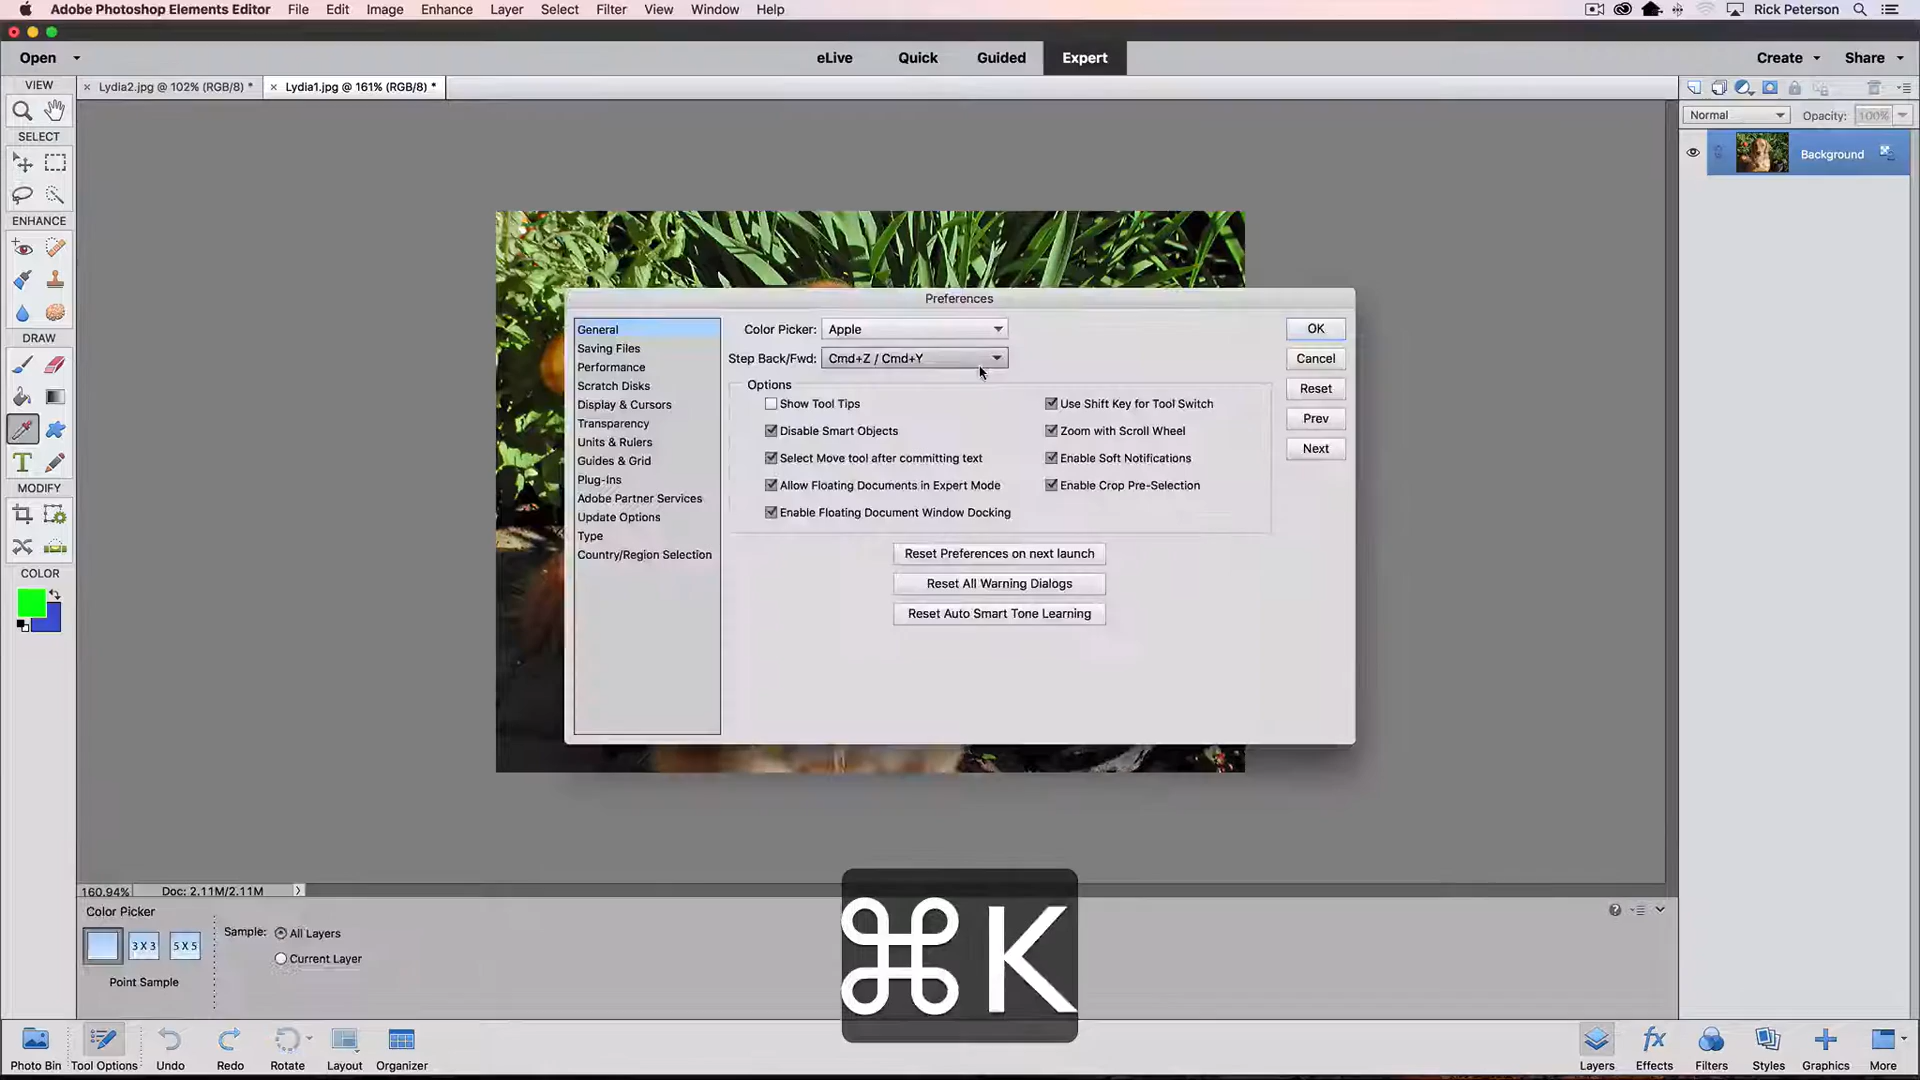 Adobe Photoshop Elements Editor File Edit Image Enhance Layer Select Filter View Window Help Rick Peterson
Open eLive Quick Guided Expert Create Share
VIEW Lydia2.jpg @ 102% (RGB/8) * Lydia1.jpg @ 161% (RGB/8) *
Normal Opacity: 100%
SELECT
Background
ENHANCE
DRAW
MODIFY
COLOR
Preferences
General
Saving Files
Performance
Scratch Disks
Display & Cursors
Transparency
Units & Rulers
Guides & Grid
Plug-Ins
Adobe Partner Services
Update Options
Type
Country/Region Selection
Color Picker: Apple
Step Back/Fwd: Cmd+Z / Cmd+Y
Options
Show Tool Tips
Disable Smart Objects
Select Move tool after committing text
Allow Floating Documents in Expert Mode
Enable Floating Document Window Docking
Use Shift Key for Tool Switch
Zoom with Scroll Wheel
Enable Soft Notifications
Enable Crop Pre-Selection
Reset Preferences on next launch
Reset All Warning Dialogs
Reset Auto Smart Tone Learning
OK
Cancel
Reset
Prev
Next
160.94% Doc: 2.11M/2.11M
Color Picker
3 X 3 5 X 5
Point Sample
Sample: All Layers
Current Layer
⌘K
Photo Bin Tool Options Undo Redo Rotate Layout Organizer Layers Effects Filters Styles Graphics More